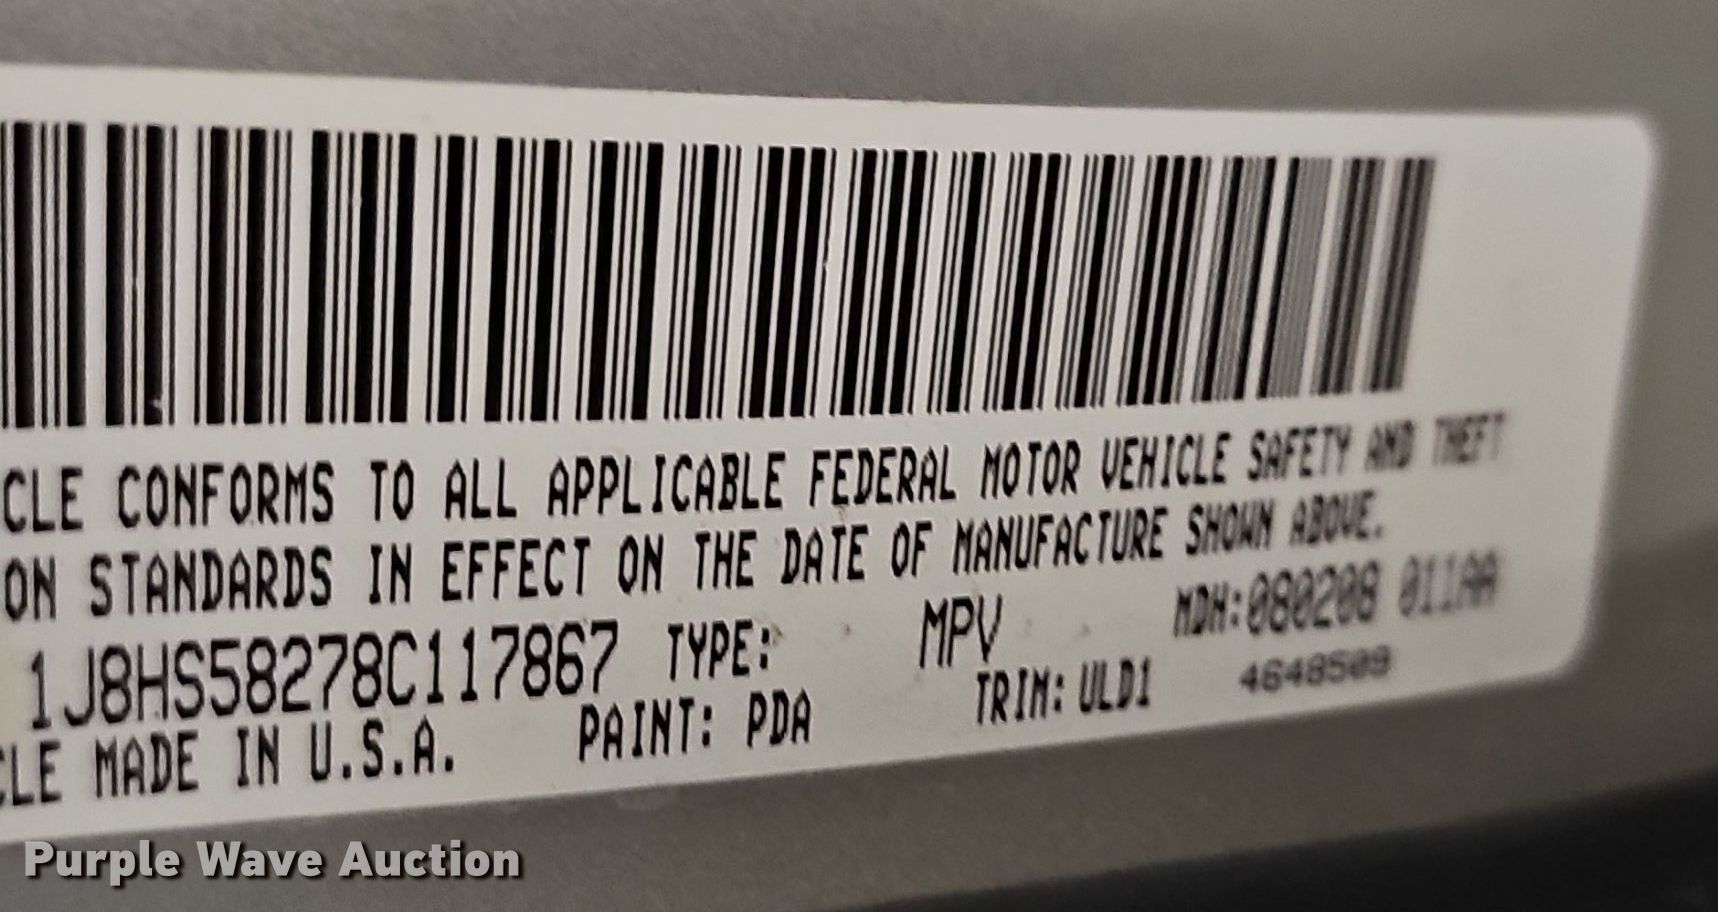 CLE CONFORMS TO ALL APPLICABLE FEDERAL MOTOR VEHICLE SAFETY AND THEFT
ON STANDARDS IN EFFECT ON THE DATE OF MANUFACTURE SHOWN ABOVE.
1J8HS58278C117867 TYPE: MPV MDH:080208 011AA
CLE MADE IN U.S.A. PAINT: PDA TRIM: ULD1 4648509
Purple Wave Auction